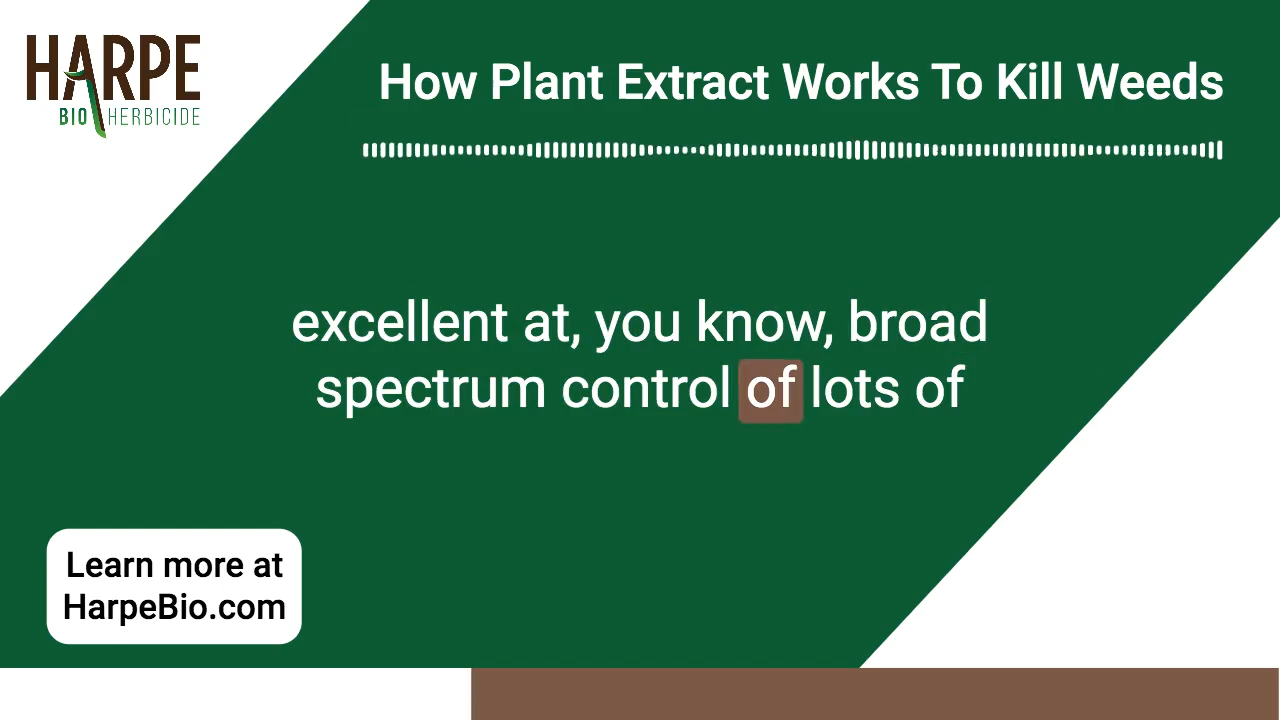 HARPE
BIO HERBICIDE
How Plant Extract Works To Kill Weeds
excellent at, you know, broad
spectrum control of lots of
Learn more at
HarpeBio.com